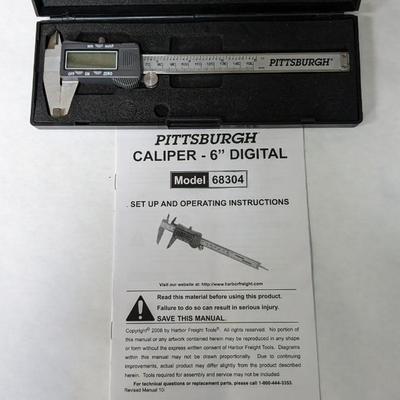 PITTSBURGH®
OFF ON ZERO
PITTSBURGH
CALIPER - 6" DIGITAL
Model 68304
SET UP AND OPERATING INSTRUCTIONS
Visit our website at: http://www.harborfreight.com
Read this material before using this product.
Failure to do so can result in serious injury.
SAVE THIS MANUAL.
Copyright© 2008 by Harbor Freight Tools®. All rights reserved. No portion of
this manual or any artwork contained herein may be reproduced in any shape
or form without the express written consent of Harbor Freight Tools. Diagrams
within this manual may not be drawn proportionally. Due to continuing
improvements, actual product may differ slightly from the product described
herein. Tools required for assembly and service may not be included.
For technical questions or replacement parts, please call 1-800-444-3353.
Revised Manual 10